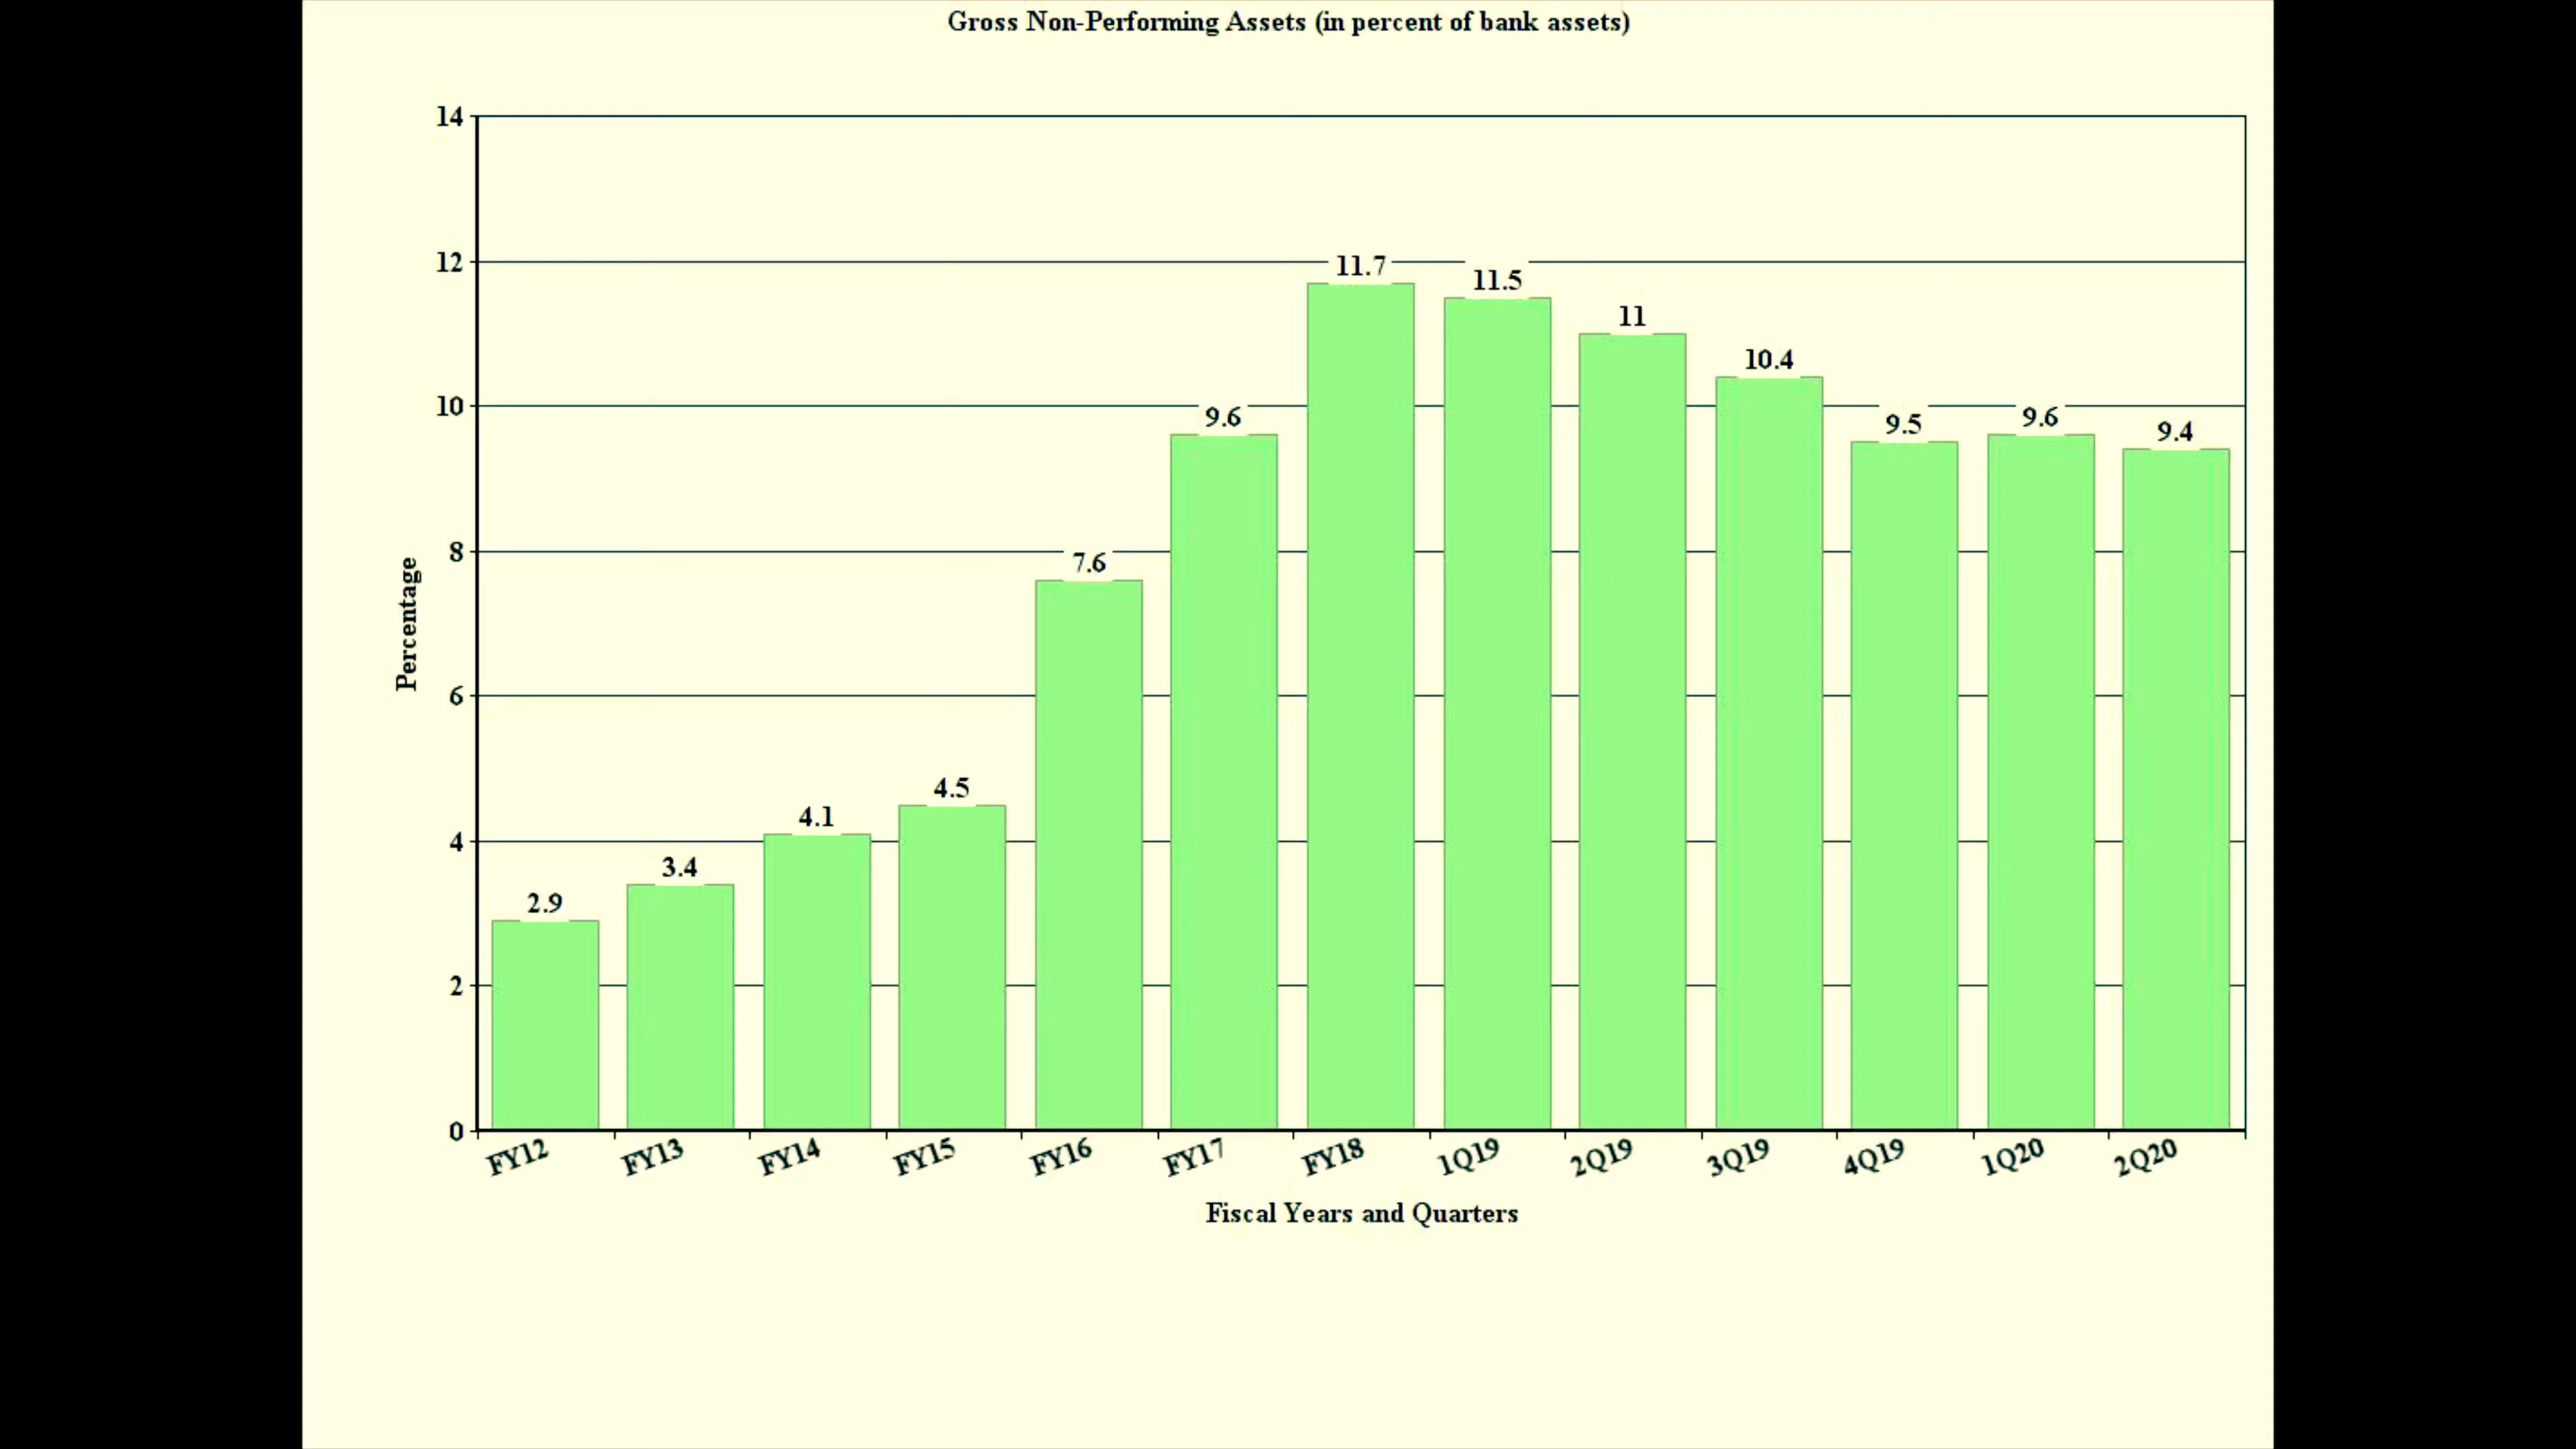 Gross Non-Performing Assets (in percent of bank assets)
14
12
10
8
6
4
2
0
Percentage
2.9
3.4
4.1
4.5
7.6
9.6
11.7
11.5
11
10.4
9.5
9.6
9.4
FY12
FY13
FY14
FY15
FY16
FY17
FY18
1Q19
2Q19
3Q19
4Q19
1Q20
2Q20
Fiscal Years and Quarters